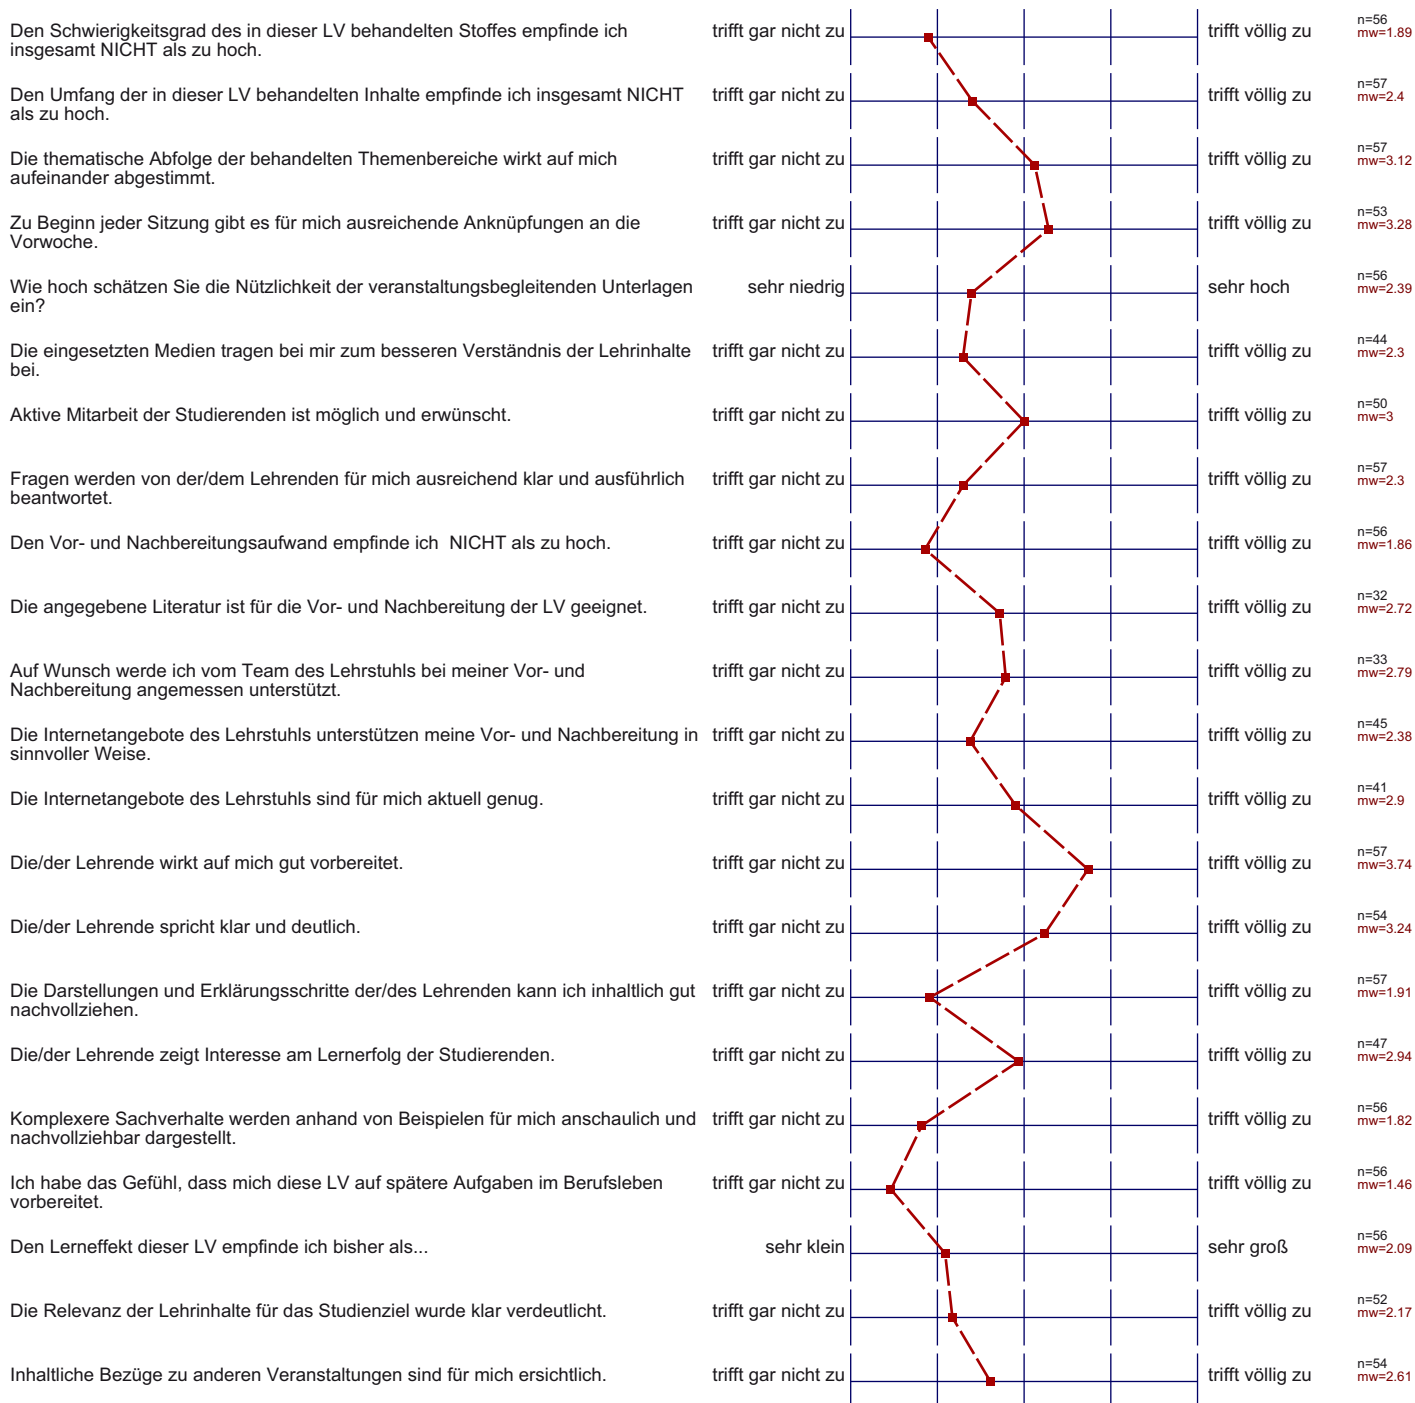 Den Schwierigkeitsgrad des in dieser LV behandelten Stoffes empfinde ich
insgesamt NICHT als zu hoch.
trifft gar nicht zu
trifft völlig zu
n=56
mw=1.89
Den Umfang der in dieser LV behandelten Inhalte empfinde ich insgesamt NICHT
als zu hoch.
trifft gar nicht zu
trifft völlig zu
n=57
mw=2.4
Die thematische Abfolge der behandelten Themenbereiche wirkt auf mich
aufeinander abgestimmt.
trifft gar nicht zu
trifft völlig zu
n=57
mw=3.12
Zu Beginn jeder Sitzung gibt es für mich ausreichende Anknüpfungen an die
Vorwoche.
trifft gar nicht zu
trifft völlig zu
n=53
mw=3.28
Wie hoch schätzen Sie die Nützlichkeit der veranstaltungsbegleitenden Unterlagen
ein?
sehr niedrig
sehr hoch
n=56
mw=2.39
Die eingesetzten Medien tragen bei mir zum besseren Verständnis der Lehrinhalte
bei.
trifft gar nicht zu
trifft völlig zu
n=44
mw=2.3
Aktive Mitarbeit der Studierenden ist möglich und erwünscht.
trifft gar nicht zu
trifft völlig zu
n=50
mw=3
Fragen werden von der/dem Lehrenden für mich ausreichend klar und ausführlich
beantwortet.
trifft gar nicht zu
trifft völlig zu
n=57
mw=2.3
Den Vor- und Nachbereitungsaufwand empfinde ich  NICHT als zu hoch.
trifft gar nicht zu
trifft völlig zu
n=56
mw=1.86
Die angegebene Literatur ist für die Vor- und Nachbereitung der LV geeignet.
trifft gar nicht zu
trifft völlig zu
n=32
mw=2.72
Auf Wunsch werde ich vom Team des Lehrstuhls bei meiner Vor- und
Nachbereitung angemessen unterstützt.
trifft gar nicht zu
trifft völlig zu
n=33
mw=2.79
Die Internetangebote des Lehrstuhls unterstützen meine Vor- und Nachbereitung in
sinnvoller Weise.
trifft gar nicht zu
trifft völlig zu
n=45
mw=2.38
Die Internetangebote des Lehrstuhls sind für mich aktuell genug.
trifft gar nicht zu
trifft völlig zu
n=41
mw=2.9
Die/der Lehrende wirkt auf mich gut vorbereitet.
trifft gar nicht zu
trifft völlig zu
n=57
mw=3.74
Die/der Lehrende spricht klar und deutlich.
trifft gar nicht zu
trifft völlig zu
n=54
mw=3.24
Die Darstellungen und Erklärungsschritte der/des Lehrenden kann ich inhaltlich gut
nachvollziehen.
trifft gar nicht zu
trifft völlig zu
n=57
mw=1.91
Die/der Lehrende zeigt Interesse am Lernerfolg der Studierenden.
trifft gar nicht zu
trifft völlig zu
n=47
mw=2.94
Komplexere Sachverhalte werden anhand von Beispielen für mich anschaulich und
nachvollziehbar dargestellt.
trifft gar nicht zu
trifft völlig zu
n=56
mw=1.82
Ich habe das Gefühl, dass mich diese LV auf spätere Aufgaben im Berufsleben
vorbereitet.
trifft gar nicht zu
trifft völlig zu
n=56
mw=1.46
Den Lerneffekt dieser LV empfinde ich bisher als...
sehr klein
sehr groß
n=56
mw=2.09
Die Relevanz der Lehrinhalte für das Studienziel wurde klar verdeutlicht.
trifft gar nicht zu
trifft völlig zu
n=52
mw=2.17
Inhaltliche Bezüge zu anderen Veranstaltungen sind für mich ersichtlich.
trifft gar nicht zu
trifft völlig zu
n=54
mw=2.61